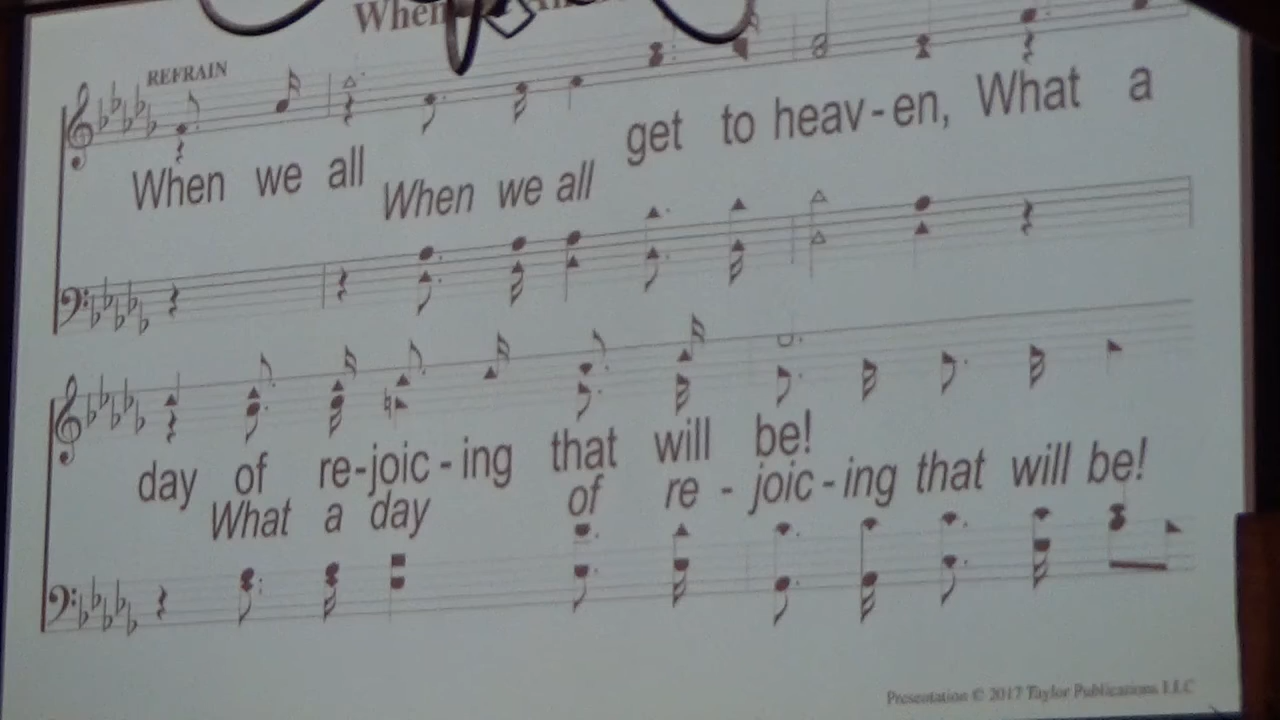 When
REFRAIN
When we all When we all get to heav-en, What a
day of re-joic-ing that will be!
What a day of re-joic-ing that will be!
Presentation © 2017 Taylor Publications LLC